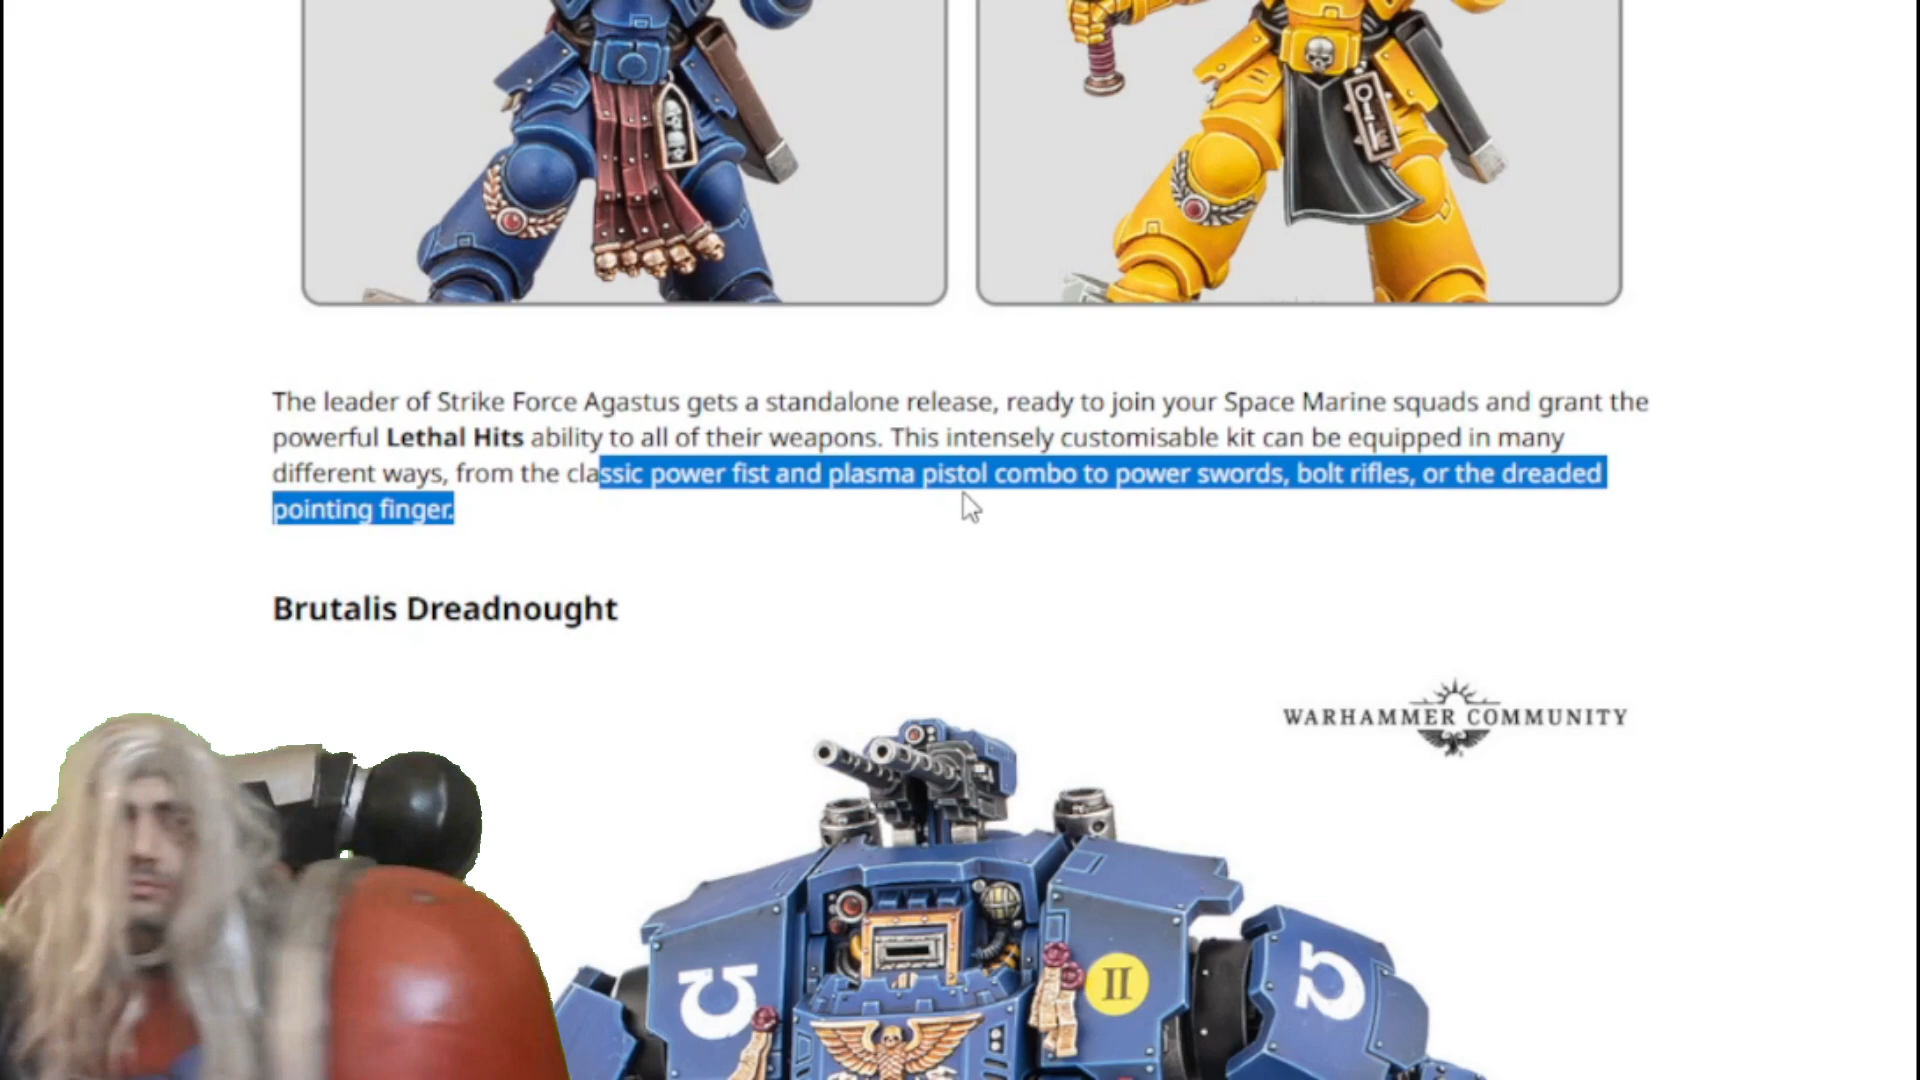 The leader of Strike Force Agastus gets a standalone release, ready to join your Space Marine squads and grant the
powerful Lethal Hits ability to all of their weapons. This intensely customisable kit can be equipped in many
different ways, from the classic power fist and plasma pistol combo to power swords, bolt rifles, or the dreaded
pointing finger.
Brutalis Dreadnought
WARHAMMER COMMUNITY
II